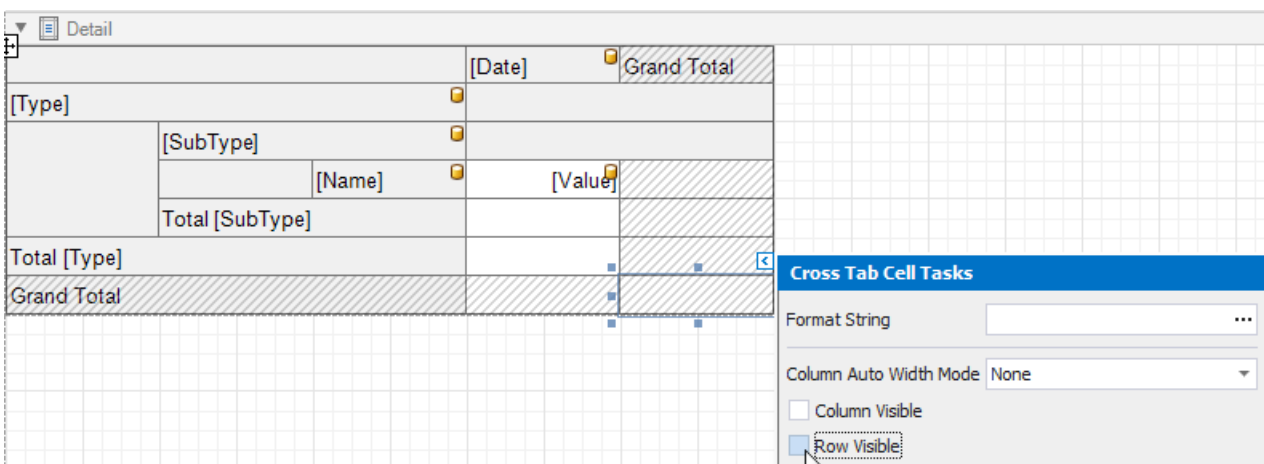 Detail
[Date] Grand Total
[Type]
[SubType]
[Name] [Value]
Total [SubType]
Total [Type]
Grand Total
Cross Tab Cell Tasks
Format String ...
Column Auto Width Mode None
Column Visible
Row Visible